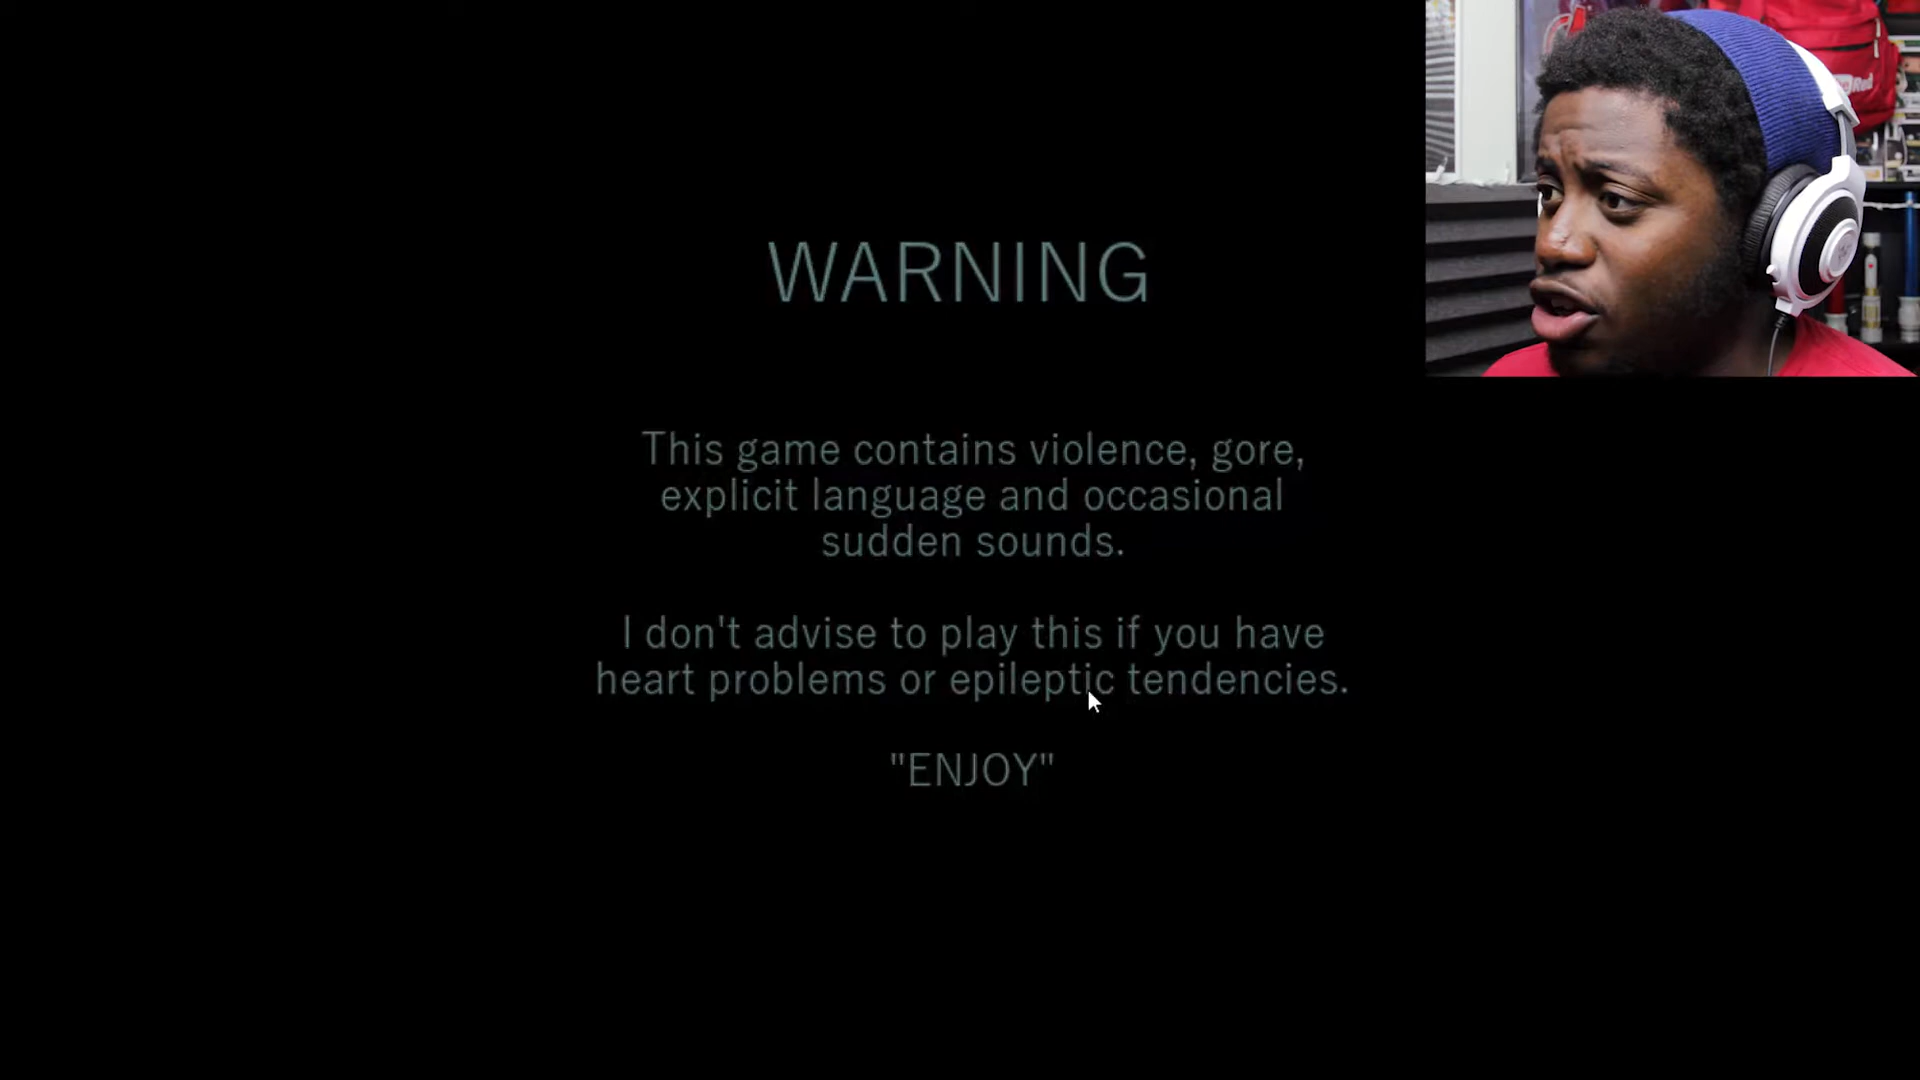 WARNING
This game contains violence, gore,
explicit language and occasional
sudden sounds.
I don't advise to play this if you have
heart problems or epileptic tendencies.
"ENJOY"
Red